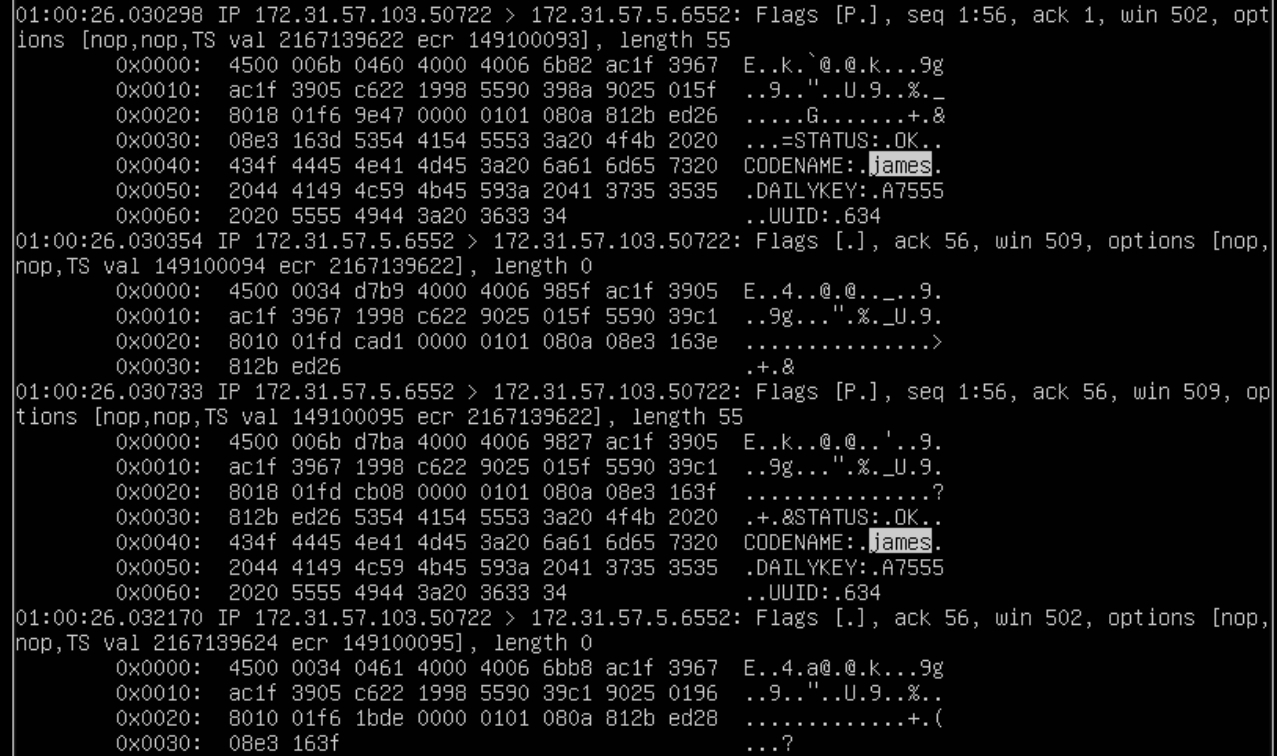 01:00:26.030298 IP 172.31.57.103.50722 > 172.31.57.5.6552: Flags [P.], seq 1:56, ack 1, win 502, opt
ions [nop,nop,TS val 2167139622 ecr 149100093], length 55
0x0000: 4500 006b 0460 4000 4006 6b82 ac1f 3967 E..k.`@.@.k...9g
0x0010: ac1f 3905 c622 1998 5590 398a 9025 015f ..9.."..U.9..%._
0x0020: 8018 01f6 9e47 0000 0101 080a 812b ed26 .....G.......+.&
0x0030: 08e3 163d 5354 4154 5553 3a20 4f4b 2020 ...=STATUS:.OK..
0x0040: 434f 4445 4e41 4d45 3a20 6a61 6d65 7320 CODENAME:.james.
0x0050: 2044 4149 4c59 4b45 593a 2041 3735 3535 .DAILYKEY:.A7555
0x0060: 2020 5555 4944 3a20 3633 34 ..UUID:.634
01:00:26.030354 IP 172.31.57.5.6552 > 172.31.57.103.50722: Flags [.], ack 56, win 509, options [nop,
nop,TS val 149100094 ecr 2167139622], length 0
0x0000: 4500 0034 d7b9 4000 4006 985f ac1f 3905 E..4..@.@.._..9.
0x0010: ac1f 3967 1998 c622 9025 015f 5590 39c1 ..9g...".%._U.9.
0x0020: 8010 01fd cad1 0000 0101 080a 08e3 163e ...............>
0x0030: 812b ed26 .+.&
01:00:26.030733 IP 172.31.57.5.6552 > 172.31.57.103.50722: Flags [P.], seq 1:56, ack 56, win 509, op
tions [nop,nop,TS val 149100095 ecr 2167139622], length 55
0x0000: 4500 006b d7ba 4000 4006 9827 ac1f 3905 E..k..@.@..'..9.
0x0010: ac1f 3967 1998 c622 9025 015f 5590 39c1 ..9g...".%._U.9.
0x0020: 8018 01fd cb08 0000 0101 080a 08e3 163f ...............?
0x0030: 812b ed26 5354 4154 5553 3a20 4f4b 2020 .+.&STATUS:.OK..
0x0040: 434f 4445 4e41 4d45 3a20 6a61 6d65 7320 CODENAME:.james.
0x0050: 2044 4149 4c59 4b45 593a 2041 3735 3535 .DAILYKEY:.A7555
0x0060: 2020 5555 4944 3a20 3633 34 ..UUID:.634
01:00:26.032170 IP 172.31.57.103.50722 > 172.31.57.5.6552: Flags [.], ack 56, win 502, options [nop,
nop,TS val 2167139624 ecr 149100095], length 0
0x0000: 4500 0034 0461 4000 4006 6bb8 ac1f 3967 E..4.a@.@.k...9g
0x0010: ac1f 3905 c622 1998 5590 39c1 9025 0196 ..9.."..U.9..%..
0x0020: 8010 01f6 1bde 0000 0101 080a 812b ed28 .............+.(
0x0030: 08e3 163f ...?